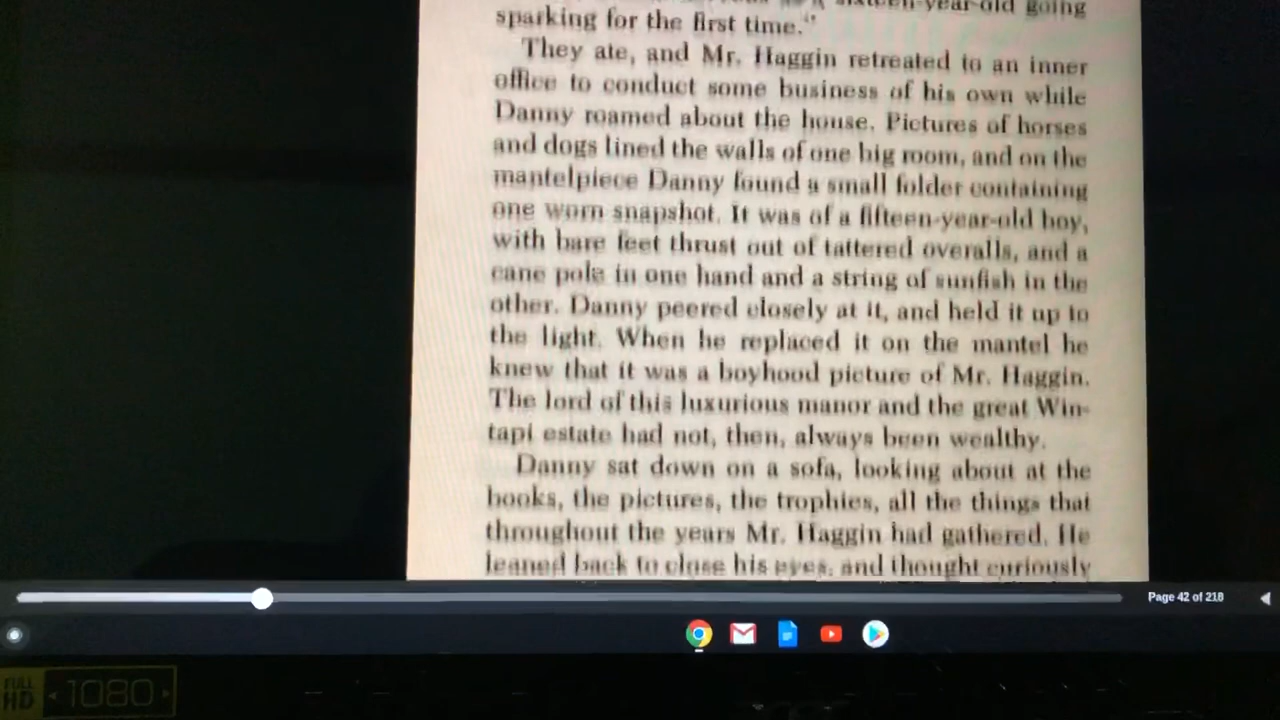 sixteen-year-old going
sparking for the first time."
They ate, and Mr. Haggin retreated to an inner
office to conduct some business of his own while
Danny roamed about the house. Pictures of horses
and dogs lined the walls of one big room, and on the
mantelpiece Danny found a small folder containing
one worn snapshot. It was of a fifteen-year-old boy,
with bare feet thrust out of tattered overalls, and a
cane pole in one hand and a string of sunfish in the
other. Danny peered closely at it, and held it up to
the light. When he replaced it on the mantel he
knew that it was a boyhood picture of Mr. Haggin.
The lord of this luxurious manor and the great Win-
tapi estate had not, then, always been wealthy.
Danny sat down on a sofa, looking about at the
books, the pictures, the trophies, all the things that
throughout the years Mr. Haggin had gathered. He
leaned back to close his eyes, and thought curiously
Page 42 of 218
FULL HD 1080